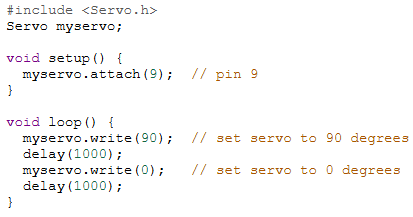 #include <Servo.h>
Servo myservo;

void setup() {
  myservo.attach(9);  // pin 9
}

void loop() {
  myservo.write(90);  // set servo to 90 degrees
  delay(1000);
  myservo.write(0);   // set servo to 0 degrees
  delay(1000);
}